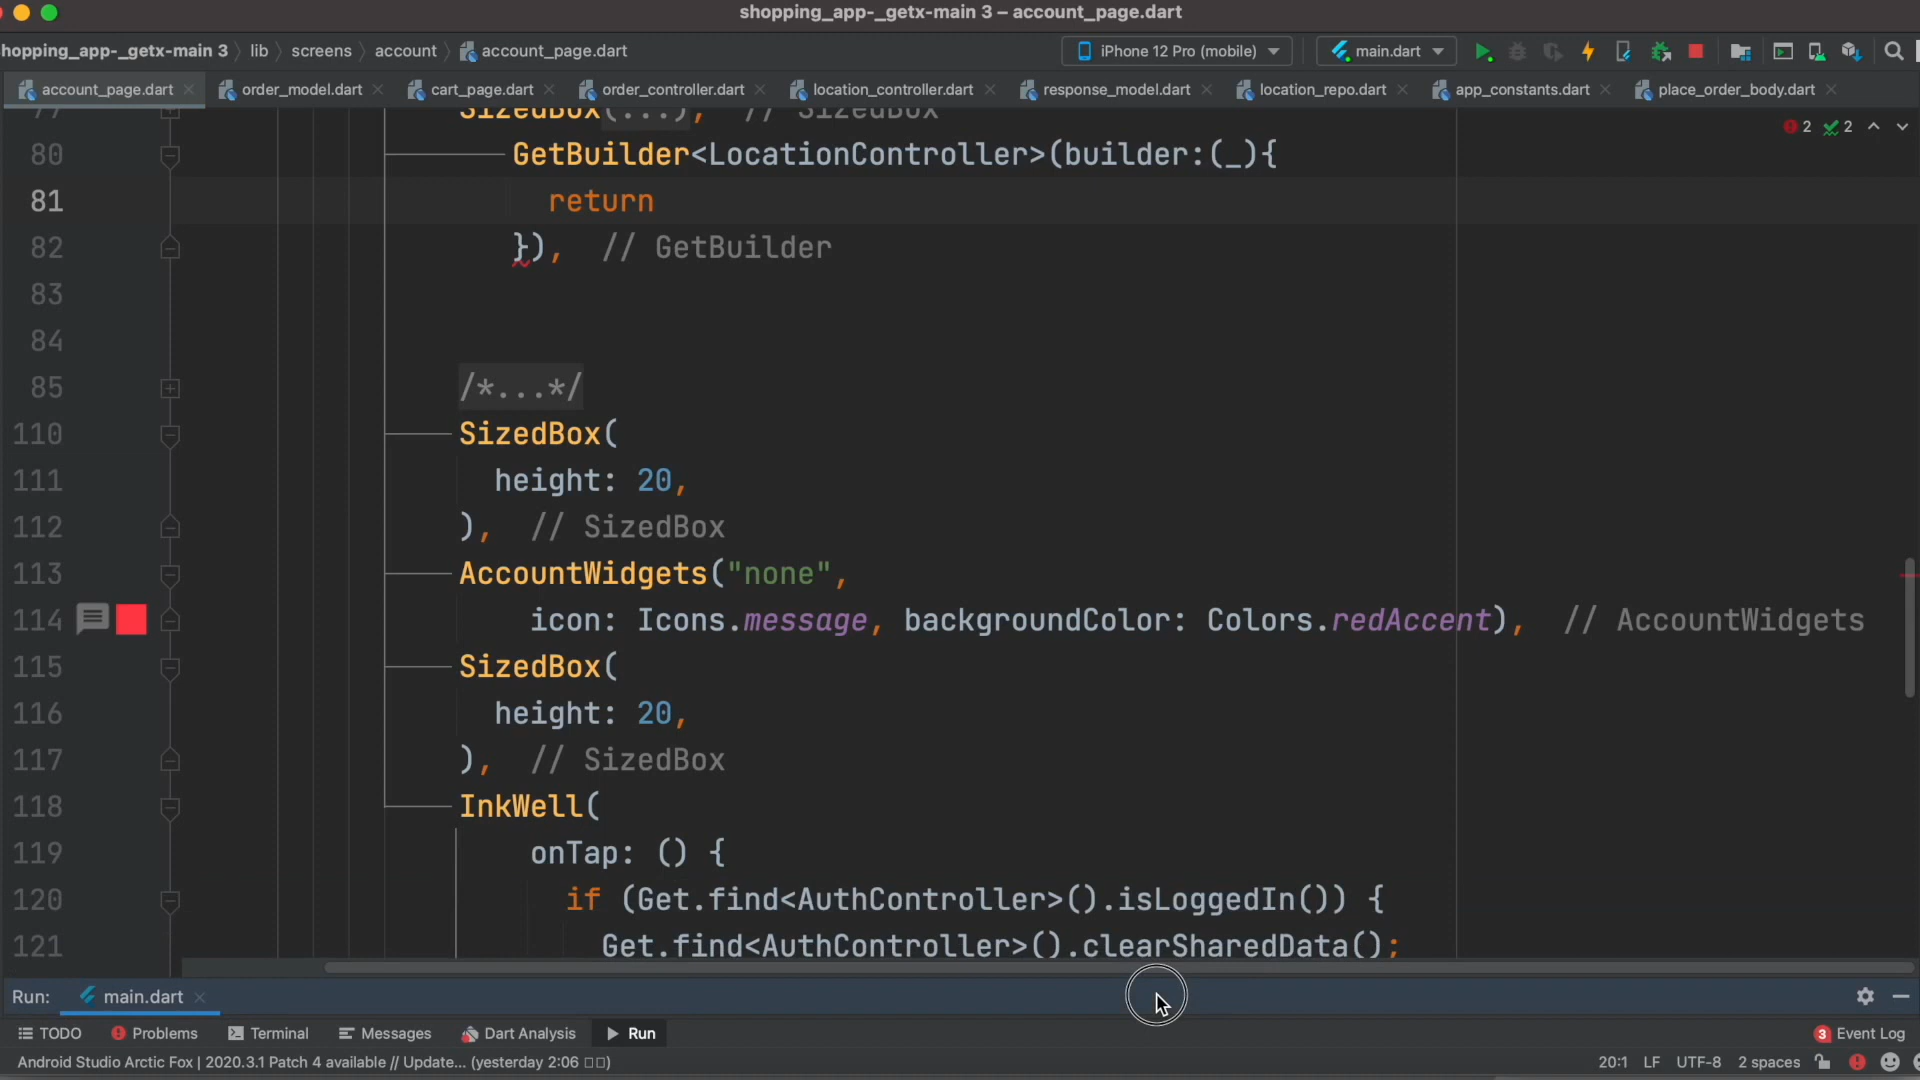 shopping_app-_getx-main 3 – account_page.dart
hopping_app-_getx-main 3 lib screens account account_page.dart
iPhone 12 Pro (mobile) main.dart
account_page.dart order_model.dart cart_page.dart order_controller.dart location_controller.dart response_model.dart location_repo.dart app_constants.dart place_order_body.dart
77 SizedBox(...), // SizedBox
2 2
80 GetBuilder<LocationController>(builder:(_){
81 return
82 }), // GetBuilder
83
84
85 /*...*/
110 SizedBox(
111 height: 20,
112 ), // SizedBox
113 AccountWidgets("none",
114 icon: Icons.message, backgroundColor: Colors.redAccent), // AccountWidgets
115 SizedBox(
116 height: 20,
117 ), // SizedBox
118 InkWell(
119 onTap: () {
120 if (Get.find<AuthController>().isLoggedIn()) {
121 Get.find<AuthController>().clearSharedData();
Run: main.dart
TODO Problems Terminal Messages Dart Analysis Run 3 Event Log
Android Studio Arctic Fox | 2020.3.1 Patch 4 available // Update... (yesterday 2:06 □□) 20:1 LF UTF-8 2 spaces